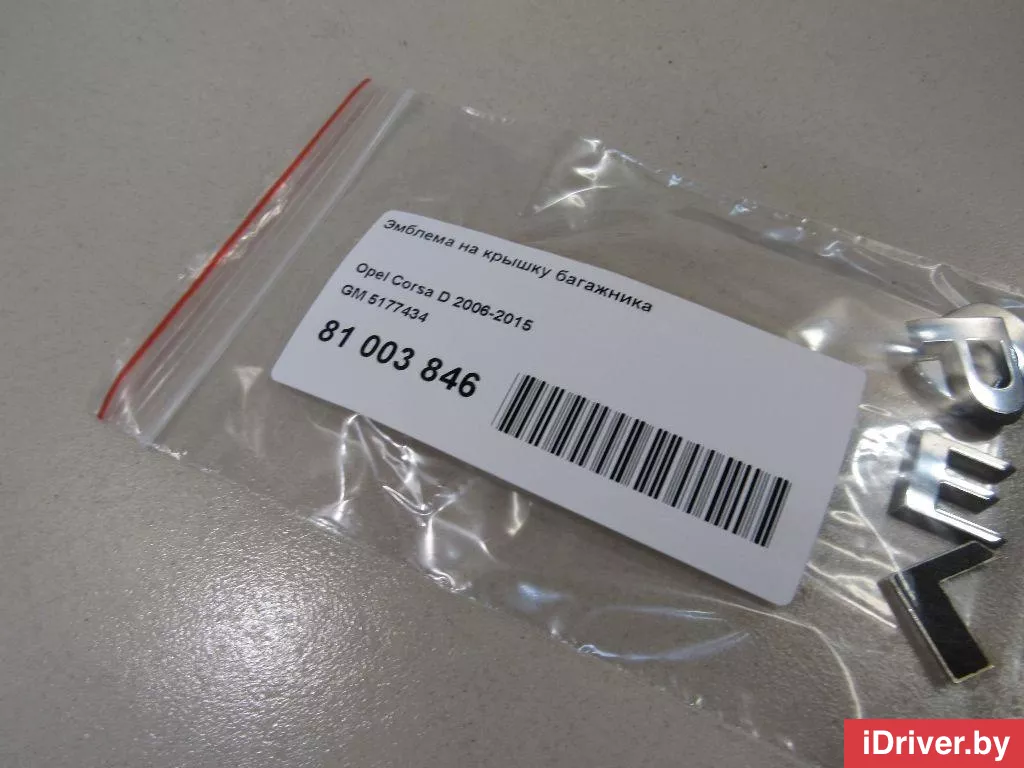 Эмблема на крышку багажника
Opel Corsa D 2006-2015
GM 5177434
81 003 846
P
E
L
iDriver.by